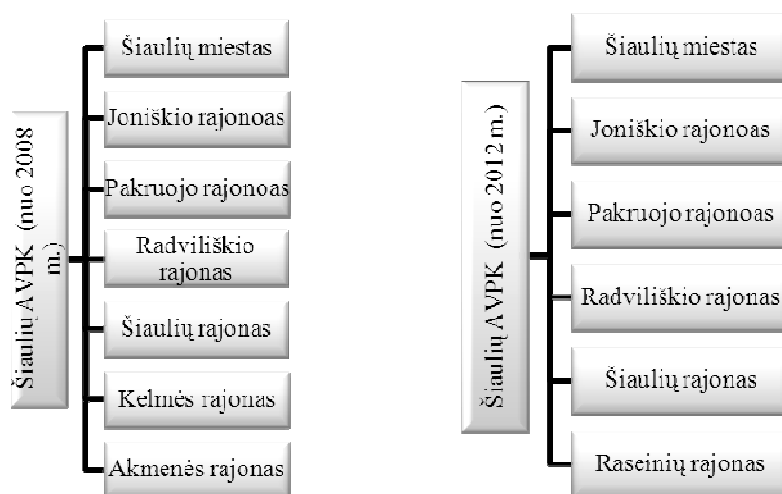 Šiaulių AVPK (nuo 2008
m.)
Šiaulių miestas
Joniškio rajonoas
Pakruojo rajonoas
Radviliškio
rajonas
Šiaulių rajonas
Kelmės rajonas
Akmenės rajonas
Šiaulių AVPK (nuo 2012 m.)
Šiaulių miestas
Joniškio rajonoas
Pakruojo rajonoas
Radviliškio rajonas
Šiaulių rajonas
Raseinių rajonas